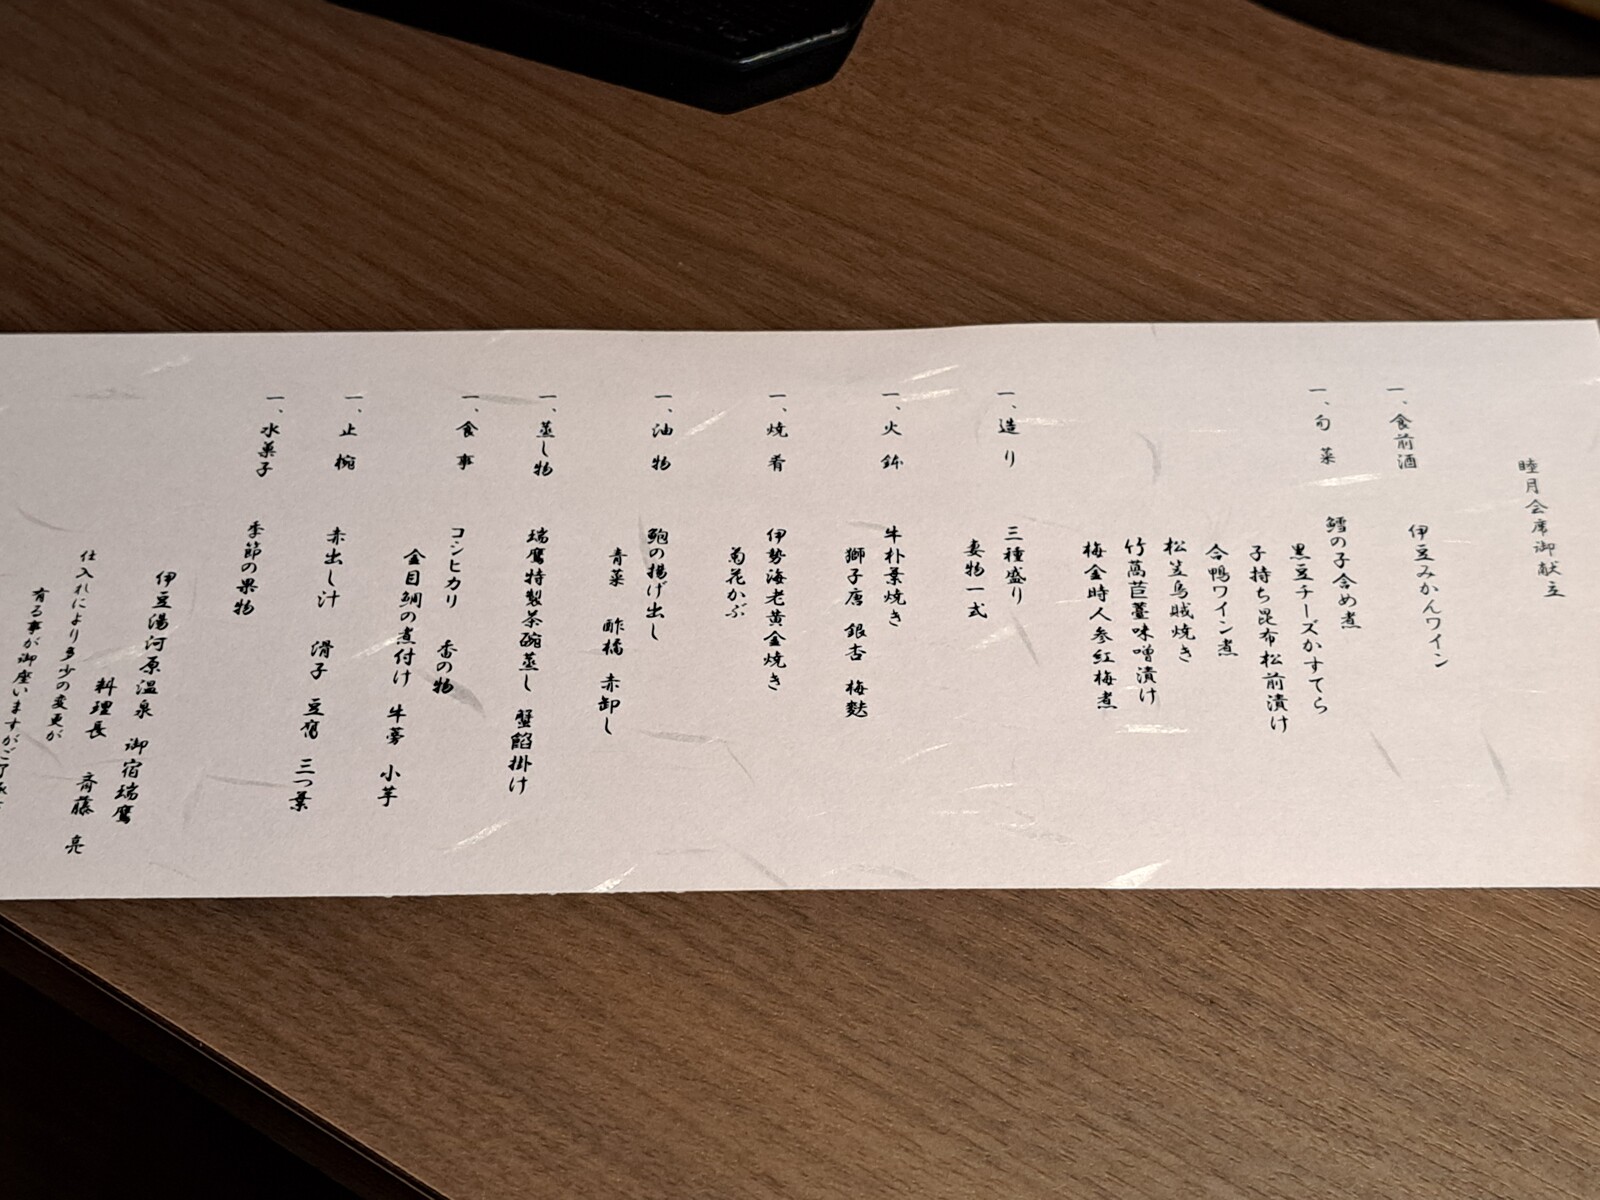 睦月会席御献立
一、食前酒
伊豆みかんワイン
一、旬 菜
鱈の子含め煮
黒豆チーズかすてら
子持ち昆布松前漬け
合鴨ワイン煮
松笠烏賊焼き
竹萵苣薹味噌漬け
梅金時人参紅梅煮
一、造 り
三種盛り
妻物一式
一、火 鉢
牛朴葉焼き
獅子唐 銀杏 梅麩
一、焼 肴
伊勢海老黄金焼き
菊花かぶ
一、油 物
鮑の揚げ出し
青菜 酢橘 赤卸し
一、蒸し物
瑞鷹特製茶碗蒸し 蟹餡掛け
一、食 事
コシヒカリ 香の物
金目鯛の煮付け 牛蒡 小芋
一、止 椀
赤出し汁 滑子 豆腐 三つ葉
一、水菓子
季節の果物
伊豆湯河原温泉 御宿瑞鷹
料理長 斉藤 亮
仕入れにより多少の変更が
有る事が御座いますがご了承